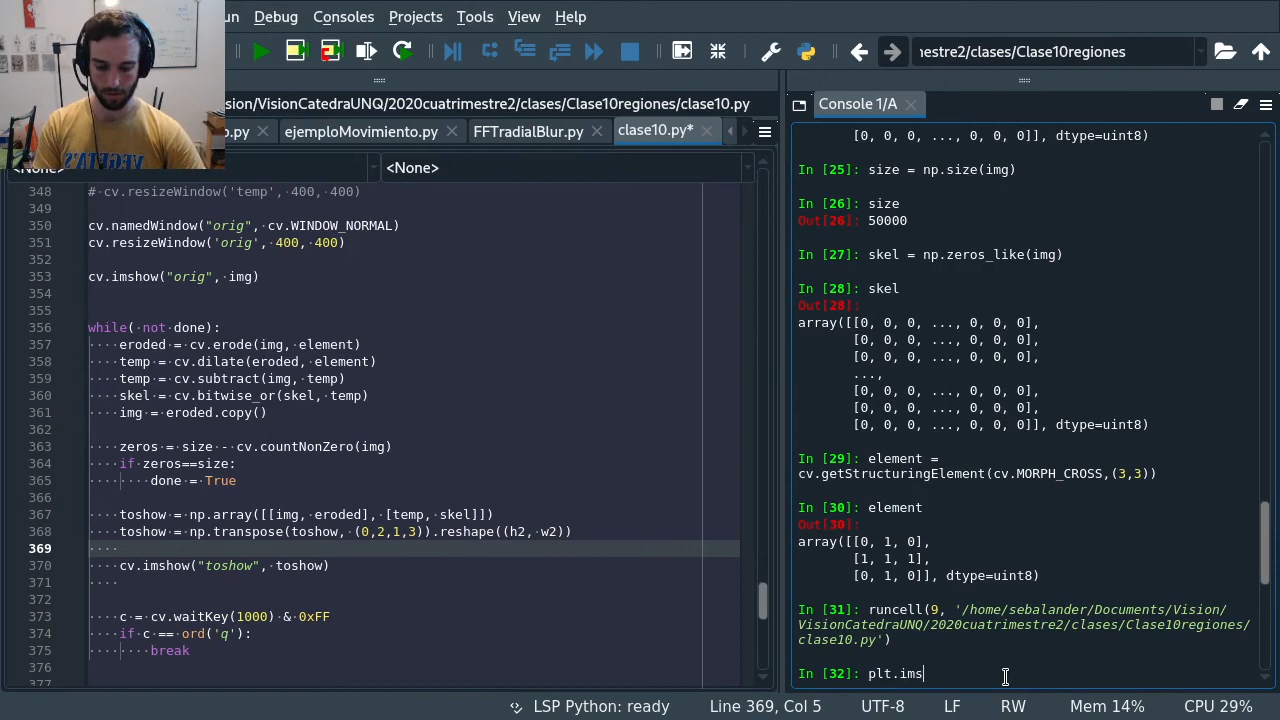 un Debug Consoles Projects Tools View Help
ıestre2/clases/Clase10regiones
sion/VisionCatedraUNQ/2020cuatrimestre2/clases/Clase10regiones/clase10.py
o.py ejemploMovimiento.py FFTradialBlur.py clase10.py*
<None> <None>
348 # cv.resizeWindow('temp', 400, 400)
349
350 cv.namedWindow("orig", cv.WINDOW_NORMAL)
351 cv.resizeWindow('orig', 400, 400)
352
353 cv.imshow("orig", img)
354
355
356 while( not done):
357 eroded = cv.erode(img, element)
358 temp = cv.dilate(eroded, element)
359 temp = cv.subtract(img, temp)
360 skel = cv.bitwise_or(skel, temp)
361 img = eroded.copy()
362
363 zeros = size - cv.countNonZero(img)
364 if zeros==size:
365 done = True
366
367 toshow = np.array([[img, eroded], [temp, skel]])
368 toshow = np.transpose(toshow, (0,2,1,3)).reshape((h2, w2))
369
370 cv.imshow("toshow", toshow)
371
372
373 c = cv.waitKey(1000) & 0xFF
374 if c == ord('q'):
375 break
376
377
Console 1/A
[0, 0, 0, ..., 0, 0, 0]], dtype=uint8)
In [25]: size = np.size(img)
In [26]: size
Out[26]: 50000
In [27]: skel = np.zeros_like(img)
In [28]: skel
Out[28]:
array([[0, 0, 0, ..., 0, 0, 0],
[0, 0, 0, ..., 0, 0, 0],
[0, 0, 0, ..., 0, 0, 0],
...,
[0, 0, 0, ..., 0, 0, 0],
[0, 0, 0, ..., 0, 0, 0],
[0, 0, 0, ..., 0, 0, 0]], dtype=uint8)
In [29]: element =
cv.getStructuringElement(cv.MORPH_CROSS,(3,3))
In [30]: element
Out[30]:
array([[0, 1, 0],
[1, 1, 1],
[0, 1, 0]], dtype=uint8)
In [31]: runcell(9, '/home/sebalander/Documents/Vision/
VisionCatedraUNQ/2020cuatrimestre2/clases/Clase10regiones/
clase10.py')
In [32]: plt.ims
LSP Python: ready Line 369, Col 5 UTF-8 LF RW Mem 14% CPU 29%